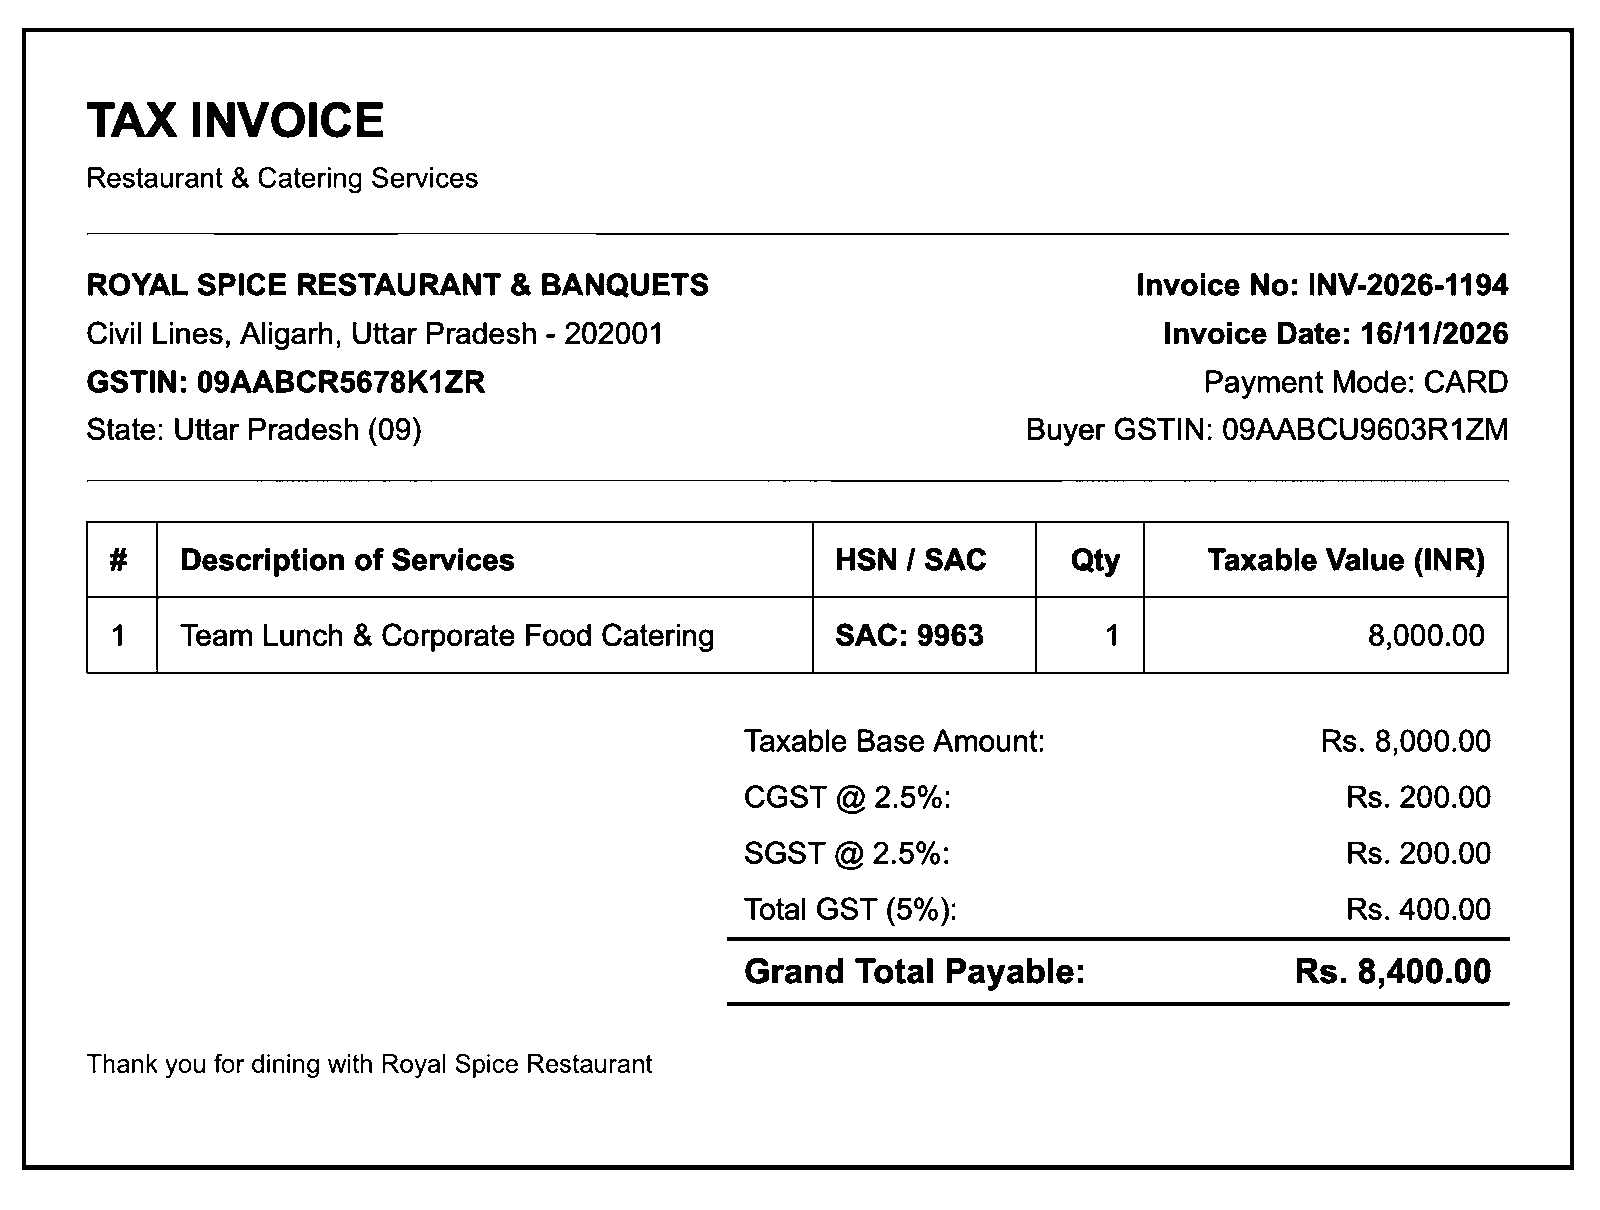 TAX INVOICE
Restaurant & Catering Services
ROYAL SPICE RESTAURANT & BANQUETS
Civil Lines, Aligarh, Uttar Pradesh - 202001
GSTIN: 09AABCR5678K1ZR
State: Uttar Pradesh (09)
Invoice No: INV-2026-1194
Invoice Date: 16/11/2026
Payment Mode: CARD
Buyer GSTIN: 09AABCU9603R1ZM
# Description of Services HSN / SAC Qty Taxable Value (INR)
1 Team Lunch & Corporate Food Catering SAC: 9963 1 8,000.00
Taxable Base Amount: Rs. 8,000.00
CGST @ 2.5%: Rs. 200.00
SGST @ 2.5%: Rs. 200.00
Total GST (5%): Rs. 400.00
Grand Total Payable: Rs. 8,400.00
Thank you for dining with Royal Spice Restaurant